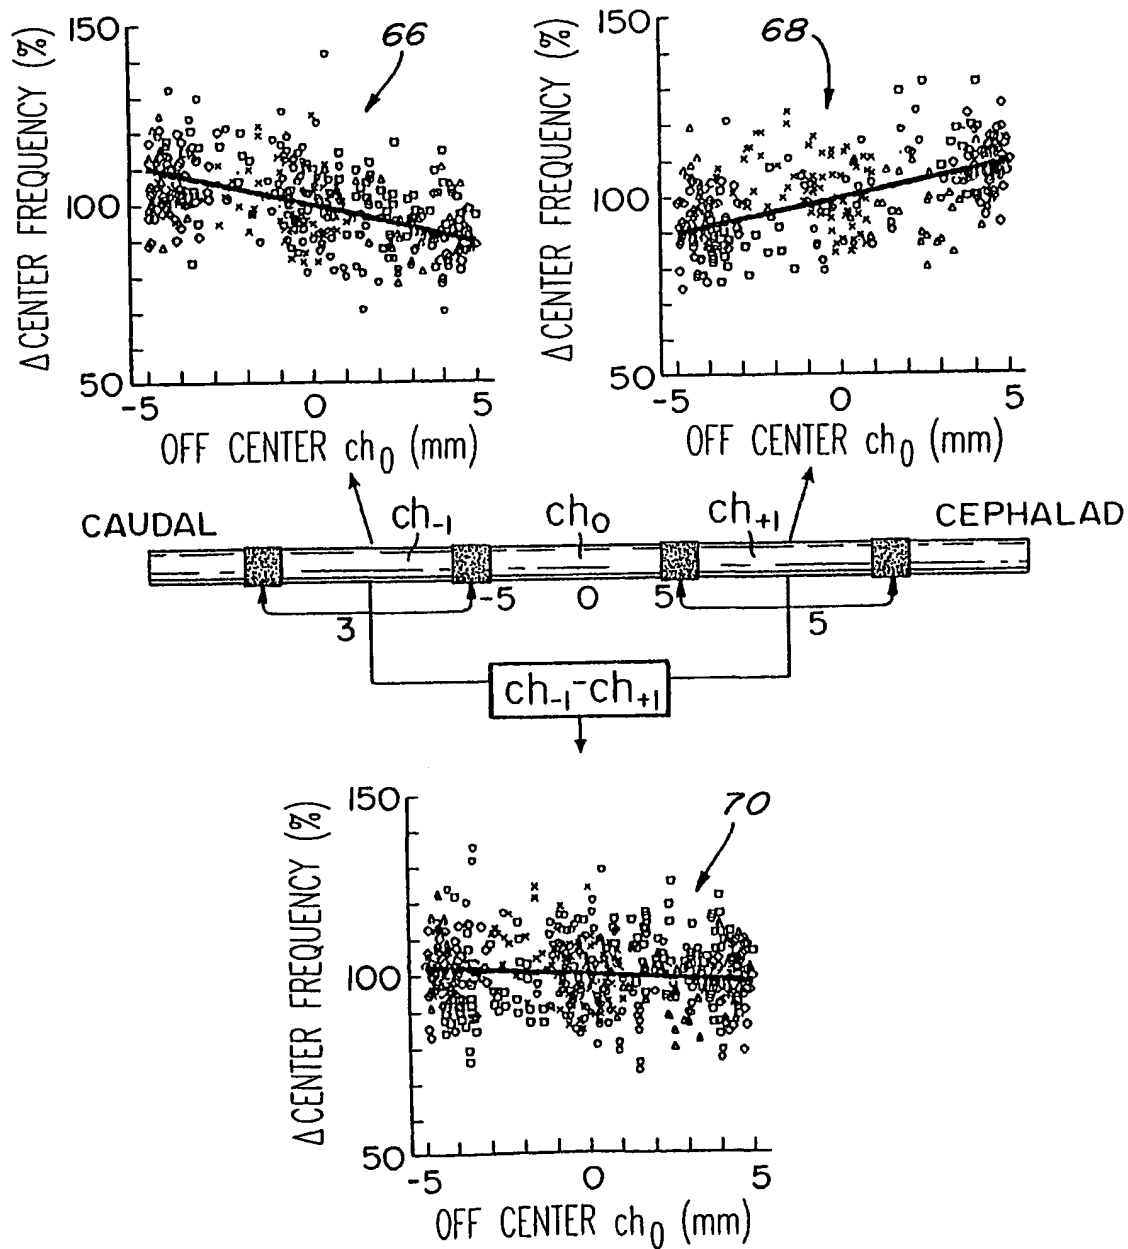 66
ΔCENTER FREQUENCY (%)
150
100
50
-5 0 5
OFF CENTER ch0 (mm)
68
ΔCENTER FREQUENCY (%)
150
100
50
-5 0 5
OFF CENTER ch0 (mm)
CAUDAL ch-1 ch0 ch+1 CEPHALAD
-5 0 5
3 5
ch-1-ch+1
70
ΔCENTER FREQUENCY (%)
150
100
50
-5 0 5
OFF CENTER ch0 (mm)